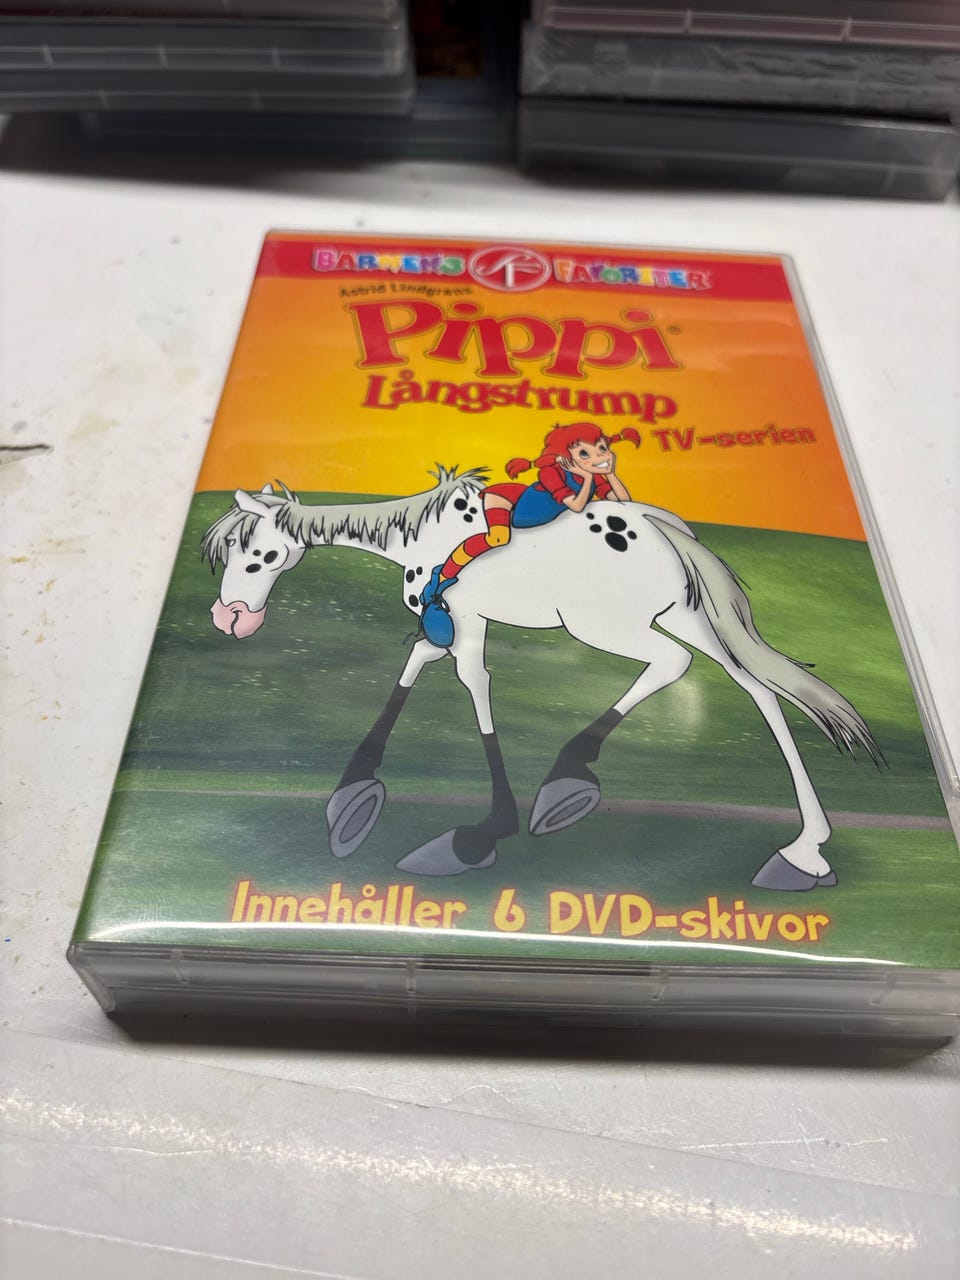 BARNENS FAVORITER
Astrid Lindgrens
Pippi®
Långstrump
TV-serien
Innehåller 6 DVD-skivor